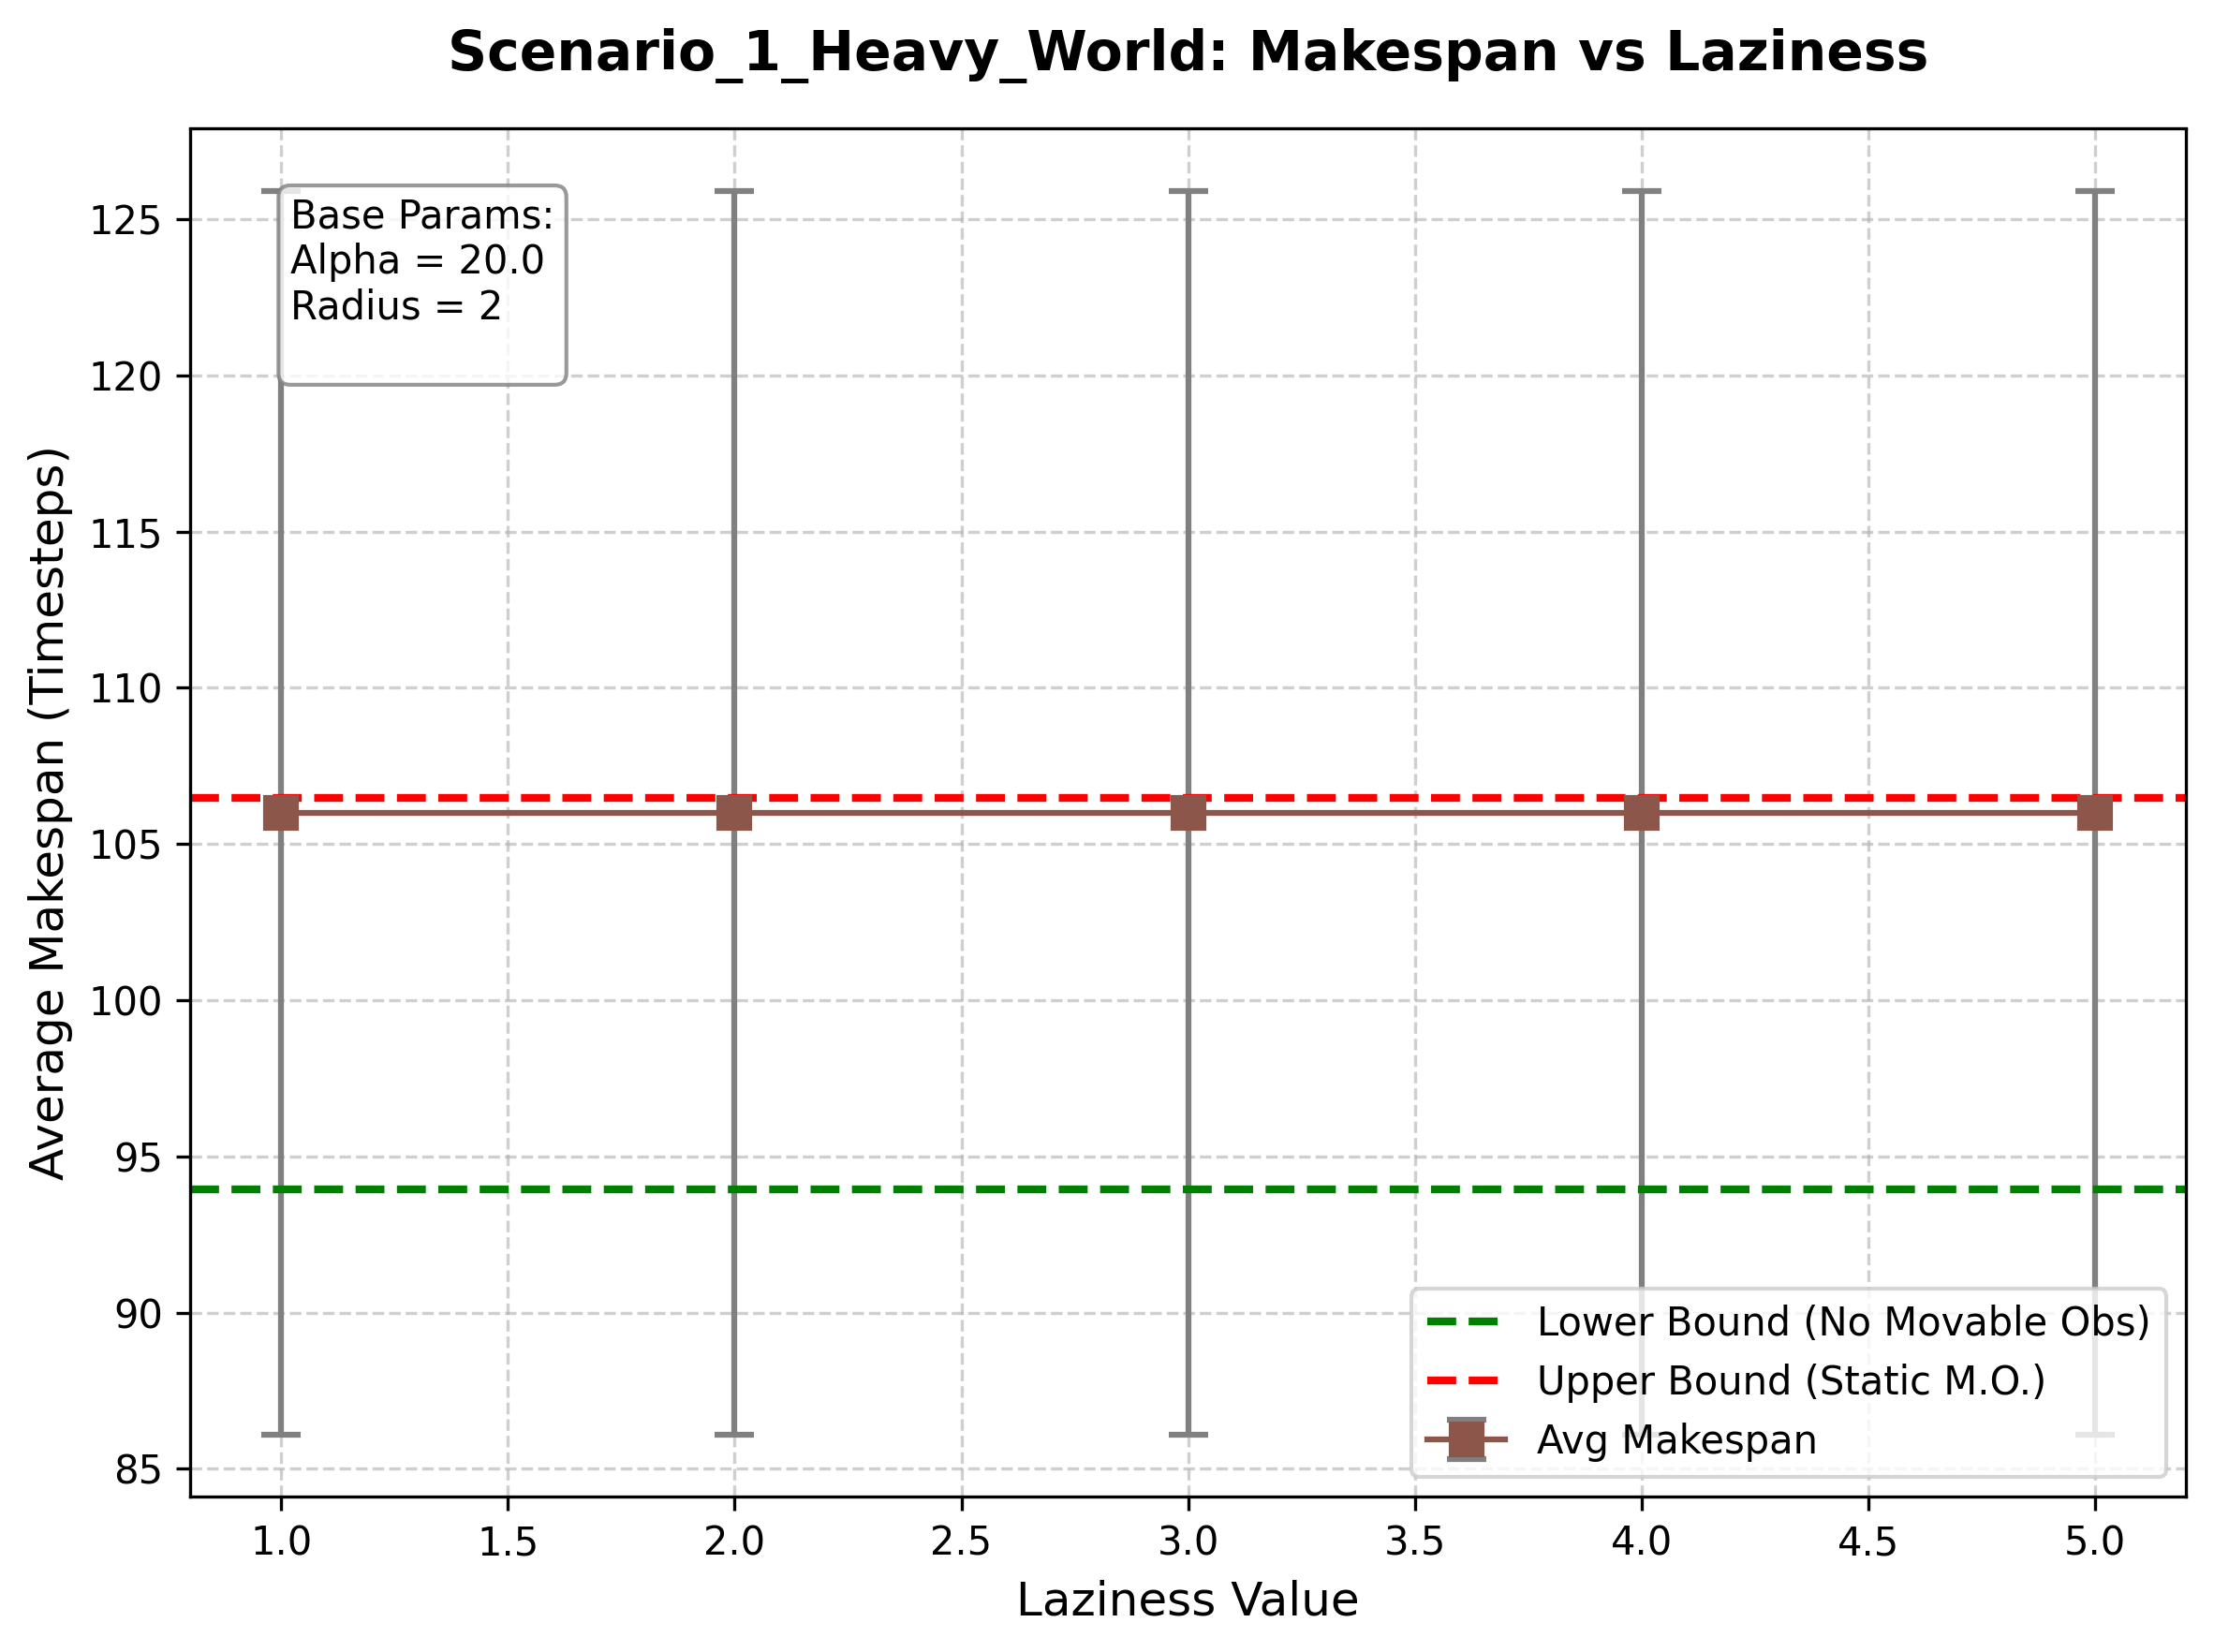 Scenario_1_Heavy_World: Makespan vs Laziness
Base Params:
Alpha = 20.0
Radius = 2
Average Makespan (Timesteps)
125
120
115
110
105
100
95
90
85
Lower Bound (No Movable Obs)
Upper Bound (Static M.O.)
Avg Makespan
1.0 1.5 2.0 2.5 3.0 3.5 4.0 4.5 5.0
Laziness Value